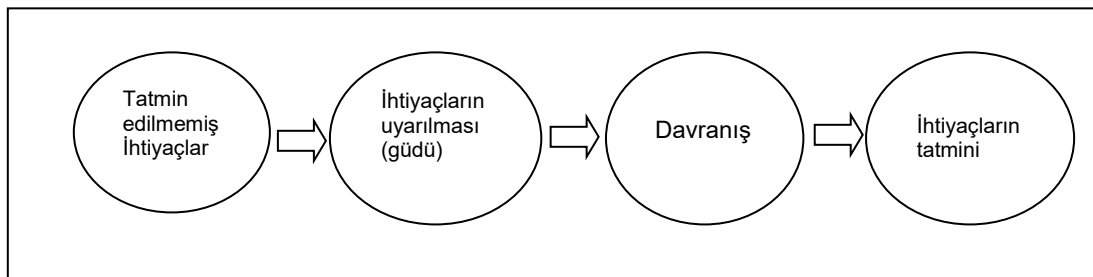 Tatmin
edilmemiş
İhtiyaçlar
İhtiyaçların
uyarılması
(güdü)
Davranış
İhtiyaçların
tatmini